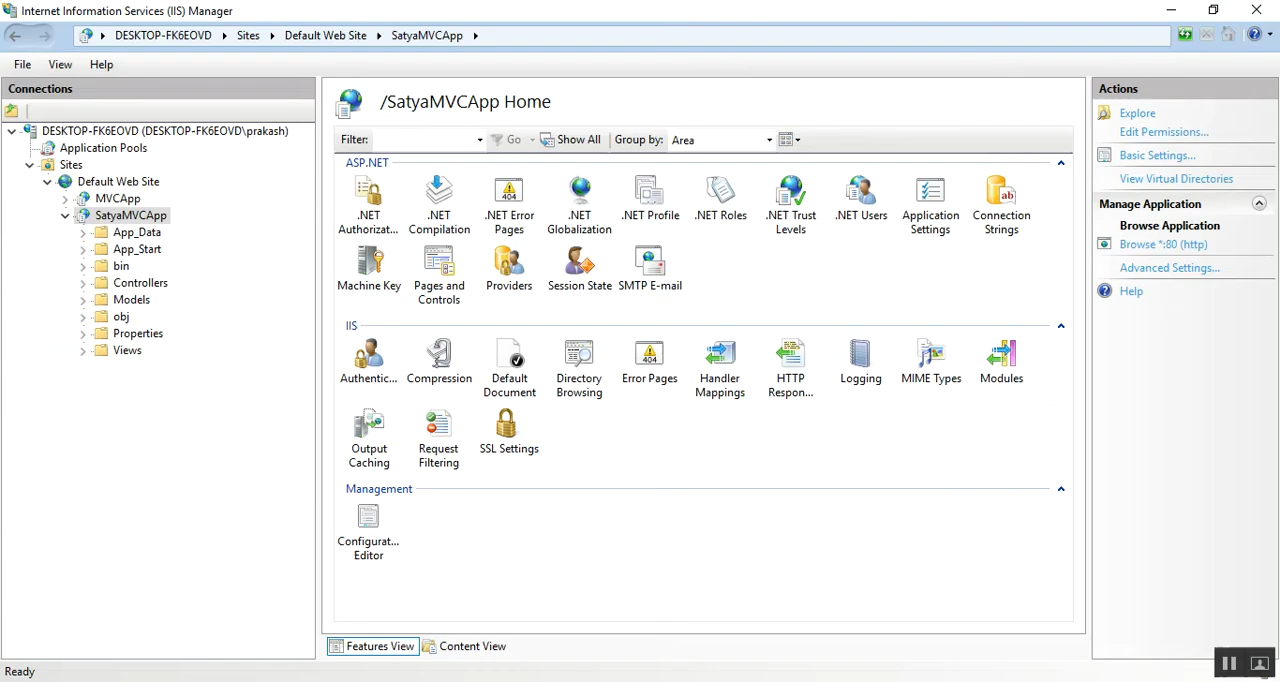 Internet Information Services (IIS) Manager
DESKTOP-FK6EOVD
Sites
Default Web Site
SatyaMVCApp
File View Help
Connections
DESKTOP-FK6EOVD (DESKTOP-FK6EOVD\prakash)
Application Pools
Sites
Default Web Site
MVCApp
SatyaMVCApp
App_Data
App_Start
bin
Controllers
Models
obj
Properties
Views
/SatyaMVCApp Home
Filter: Go Show All Group by: Area
ASP.NET
.NET Authorizat...
.NET Compilation
.NET Error Pages
.NET Globalization
.NET Profile
.NET Roles
.NET Trust Levels
.NET Users
Application Settings
Connection Strings
Machine Key
Pages and Controls
Providers
Session State
SMTP E-mail
IIS
Authentic...
Compression
Default Document
Directory Browsing
Error Pages
Handler Mappings
HTTP Respon...
Logging
MIME Types
Modules
Output Caching
Request Filtering
SSL Settings
Management
Configurat... Editor
Features View
Content View
Actions
Explore
Edit Permissions...
Basic Settings...
View Virtual Directories
Manage Application
Browse Application
Browse *:80 (http)
Advanced Settings...
Help
Ready